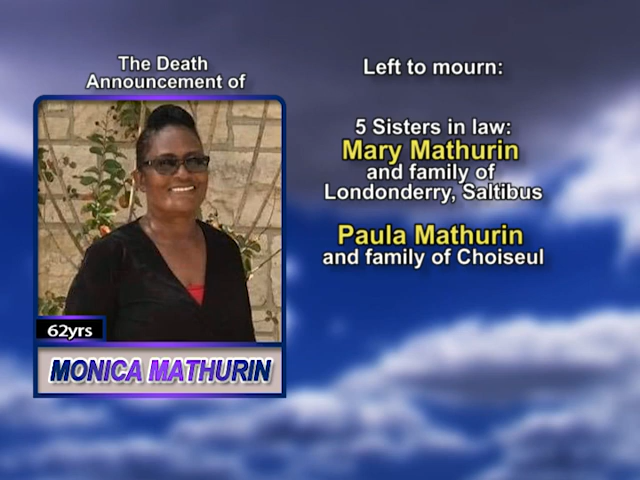 The Death
Announcement of
62yrs
MONICA MATHURIN
Left to mourn:
5 Sisters in law:
Mary Mathurin
and family of
Londonderry, Saltibus
Paula Mathurin
and family of Choiseul